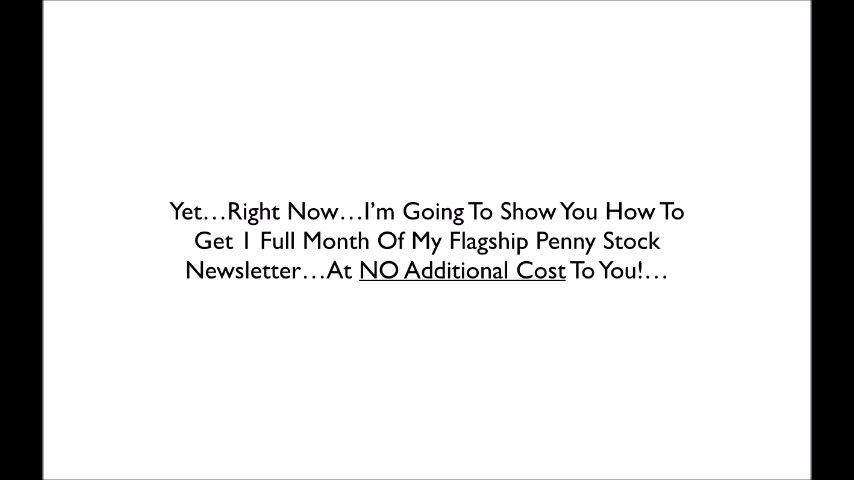 Yet…Right Now…I'm Going To Show You How To
Get 1 Full Month Of My Flagship Penny Stock
Newsletter…At NO Additional Cost To You!…